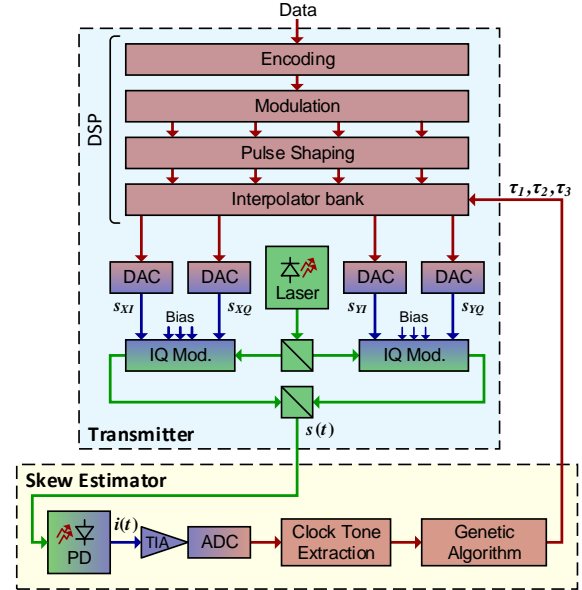 Data
Encoding
Modulation
Pulse Shaping
Interpolator bank
DSP
τ1,τ2,τ3
DAC
DAC
Laser
DAC
DAC
sXI
Bias
sXQ
sYI
Bias
sYQ
IQ Mod.
IQ Mod.
s(t)
Transmitter
Skew Estimator
PD
i(t)
TIA
ADC
Clock Tone
Extraction
Genetic
Algorithm